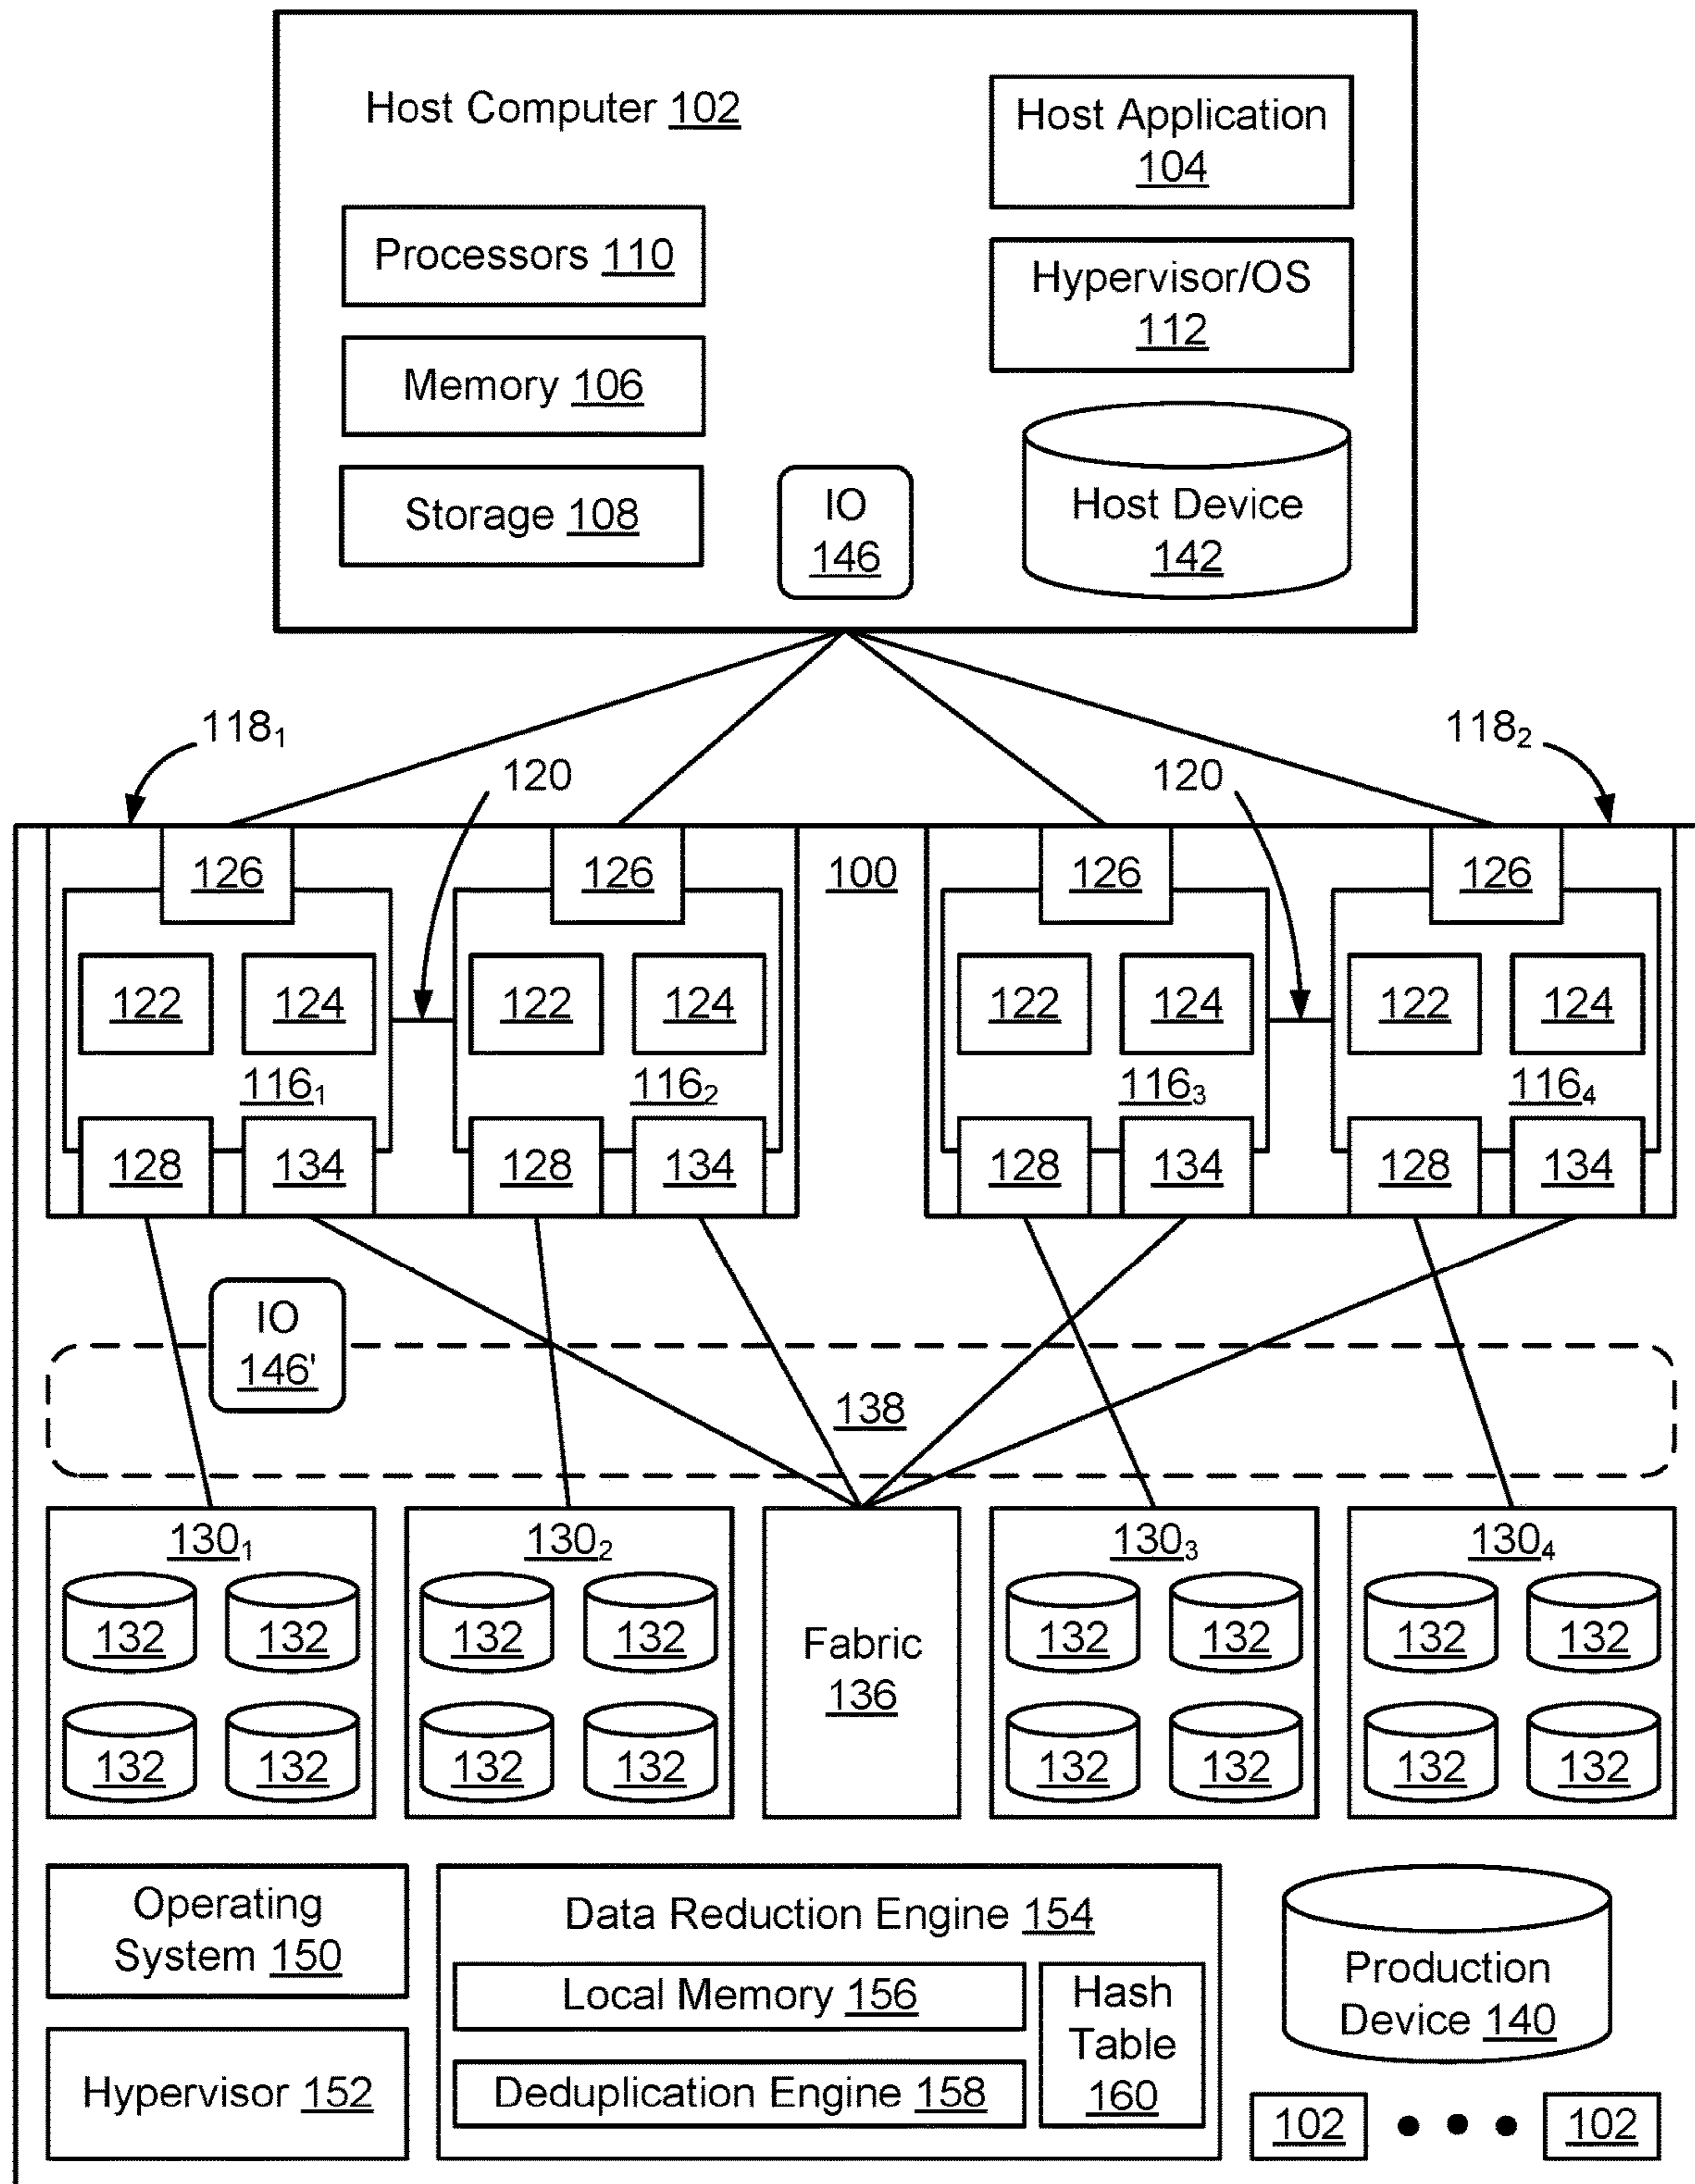 Host Computer 102
Host Application
104
Processors 110
Hypervisor/OS
112
Memory 106
Storage 108
IO
146
Host Device
142
118₁
118₂
120
120
126
126
100
126
126
122
124
122
124
122
124
122
124
116₁
116₂
116₃
116₄
128
134
128
134
128
134
128
134
IO
146'
138
130₁
130₂
130₃
130₄
132
132
132
132
Fabric
136
132
132
132
132
132
132
132
132
132
132
132
132
Operating
System 150
Hypervisor 152
Data Reduction Engine 154
Local Memory 156
Deduplication Engine 158
Hash
Table
160
Production
Device 140
102
102